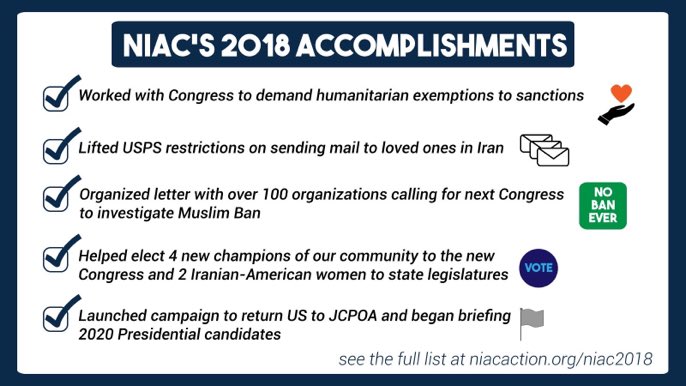 NIAC'S 2018 ACCOMPLISHMENTS
Worked with Congress to demand humanitarian exemptions to sanctions
Lifted USPS restrictions on sending mail to loved ones in Iran
Organized letter with over 100 organizations calling for next Congress
to investigate Muslim Ban
NO
BAN
EVER
Helped elect 4 new champions of our community to the new
Congress and 2 Iranian-American women to state legislatures
VOTE
Launched campaign to return US to JCPOA and began briefing
2020 Presidential candidates
see the full list at niacaction.org/niac2018